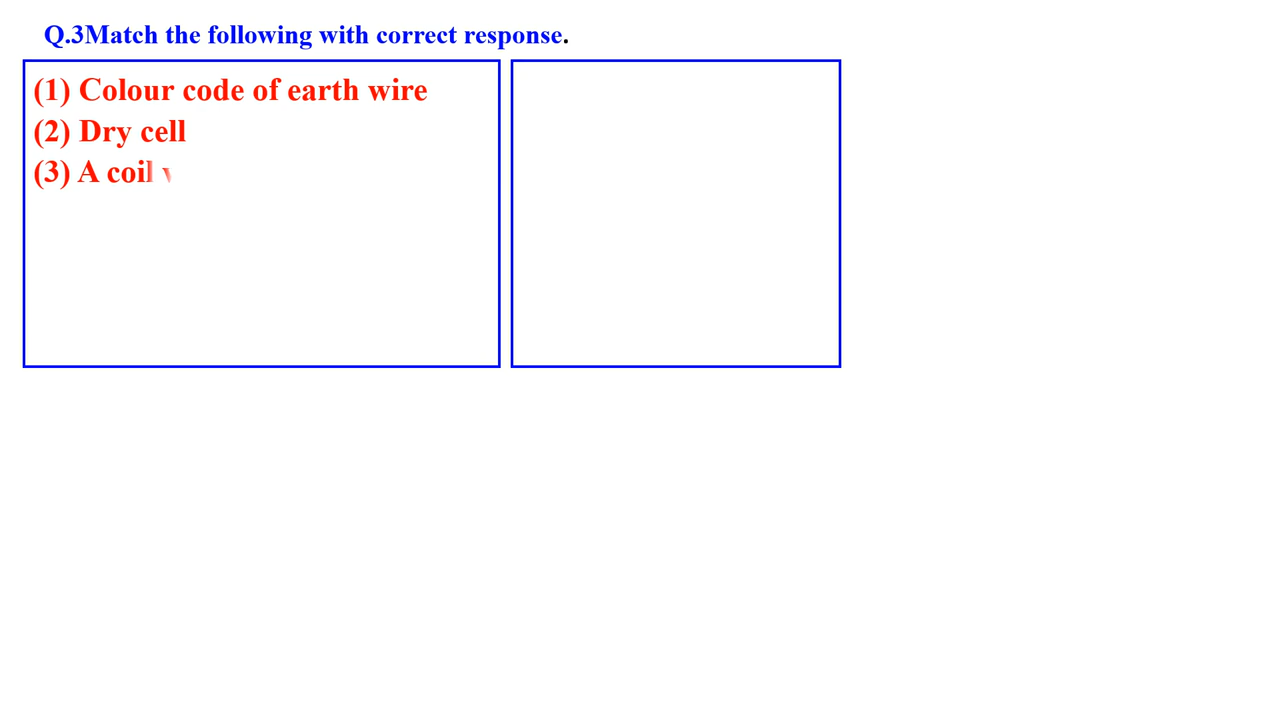 Q.3Match the following with correct response.
(1) Colour code of earth wire
(2) Dry cell
(3) A coil